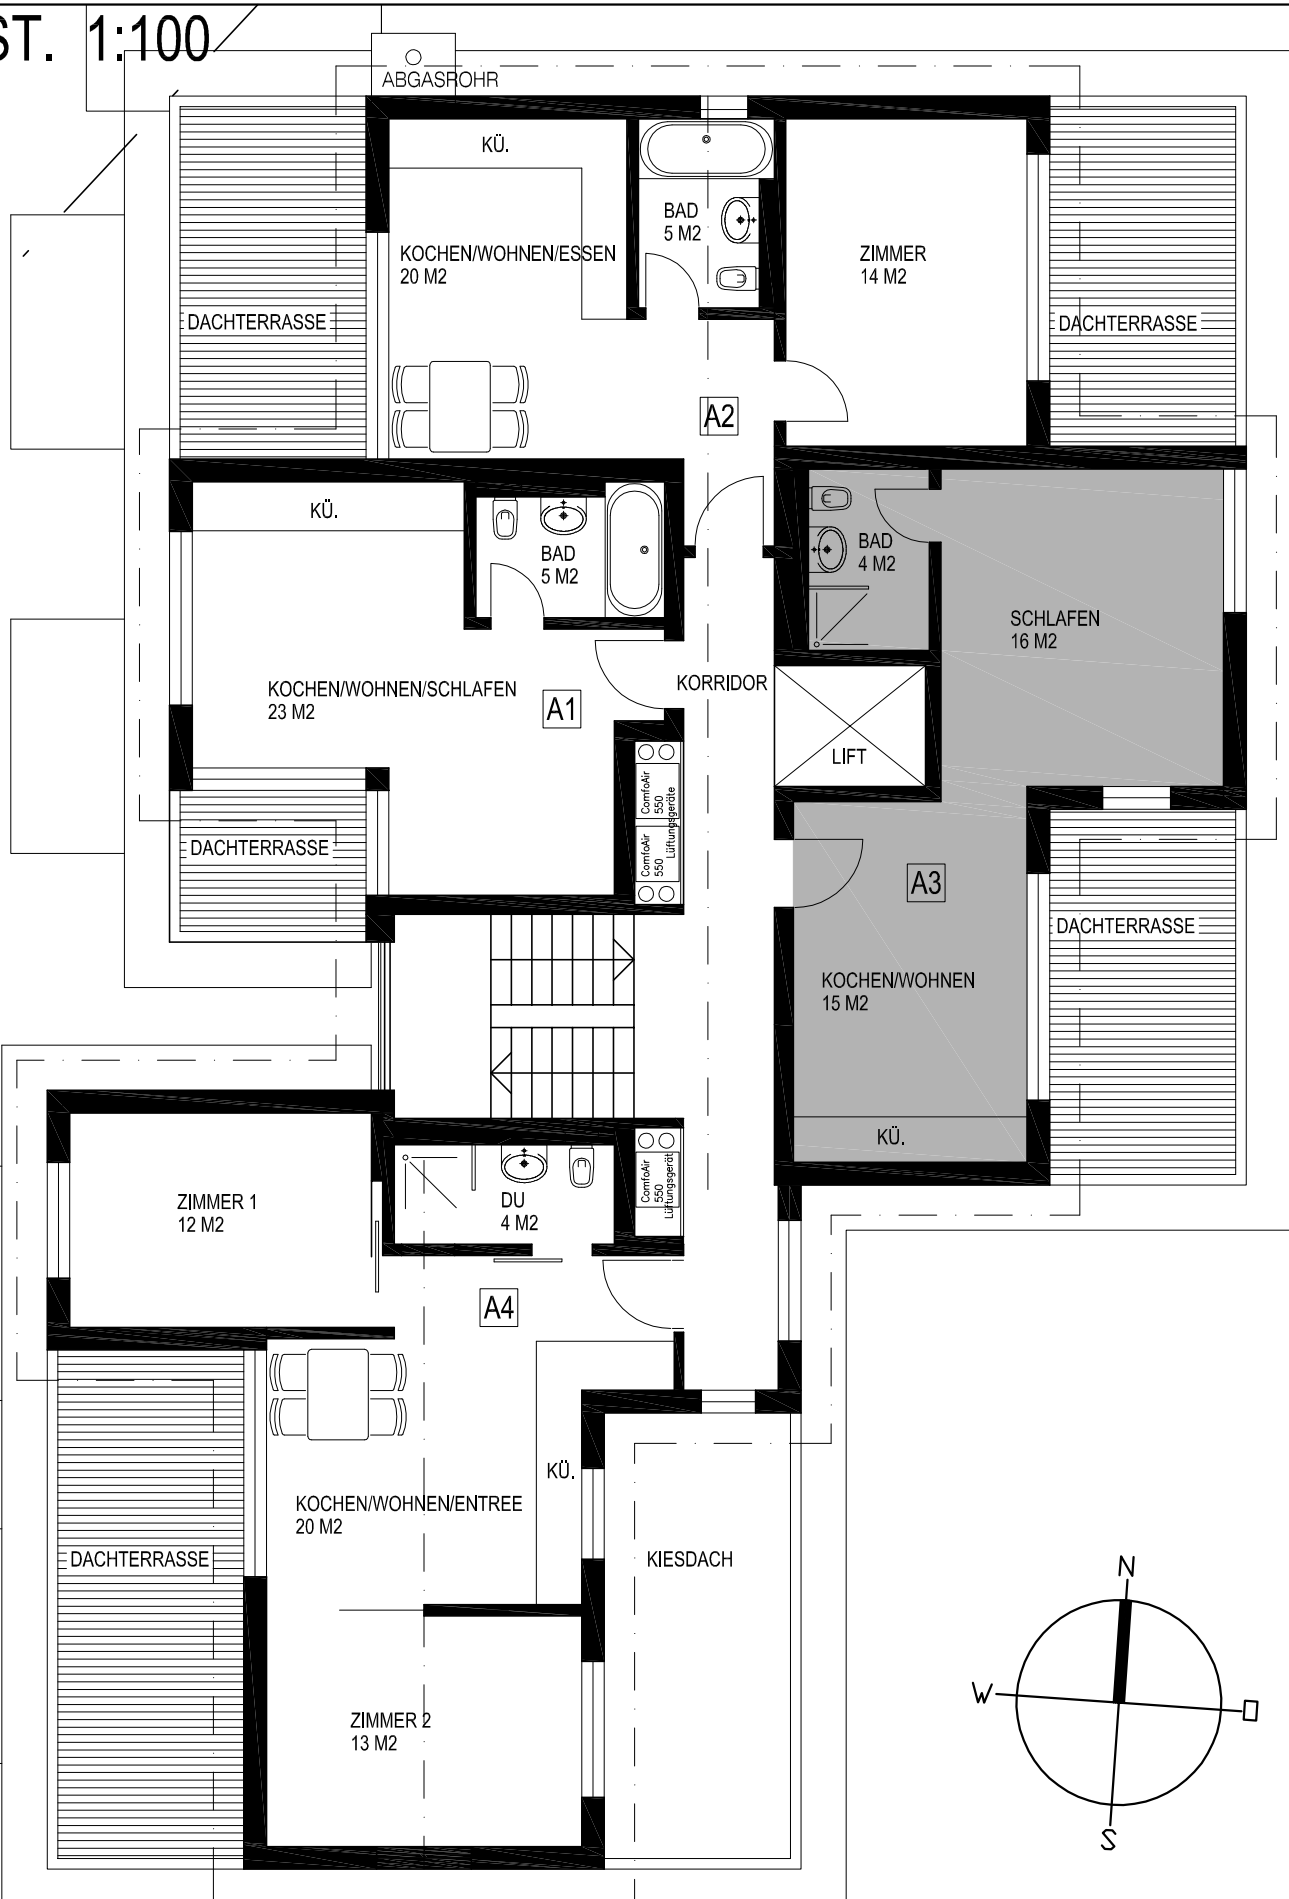 ST. 1:100
ABGASROHR
KÜ.
BAD
5 M2
KOCHEN/WOHNEN/ESSEN
20 M2
ZIMMER
14 M2
DACHTERRASSE
DACHTERRASSE
A2
KÜ.
BAD
5 M2
BAD
4 M2
SCHLAFEN
16 M2
KOCHEN/WOHNEN/SCHLAFEN
23 M2
A1
KORRIDOR
LIFT
ComfoAir
550
Lüftungsgeräte
ComfoAir
550
DACHTERRASSE
A3
DACHTERRASSE
KOCHEN/WOHNEN
15 M2
KÜ.
ComfoAir
550
Lüftungsgerät
ZIMMER 1
12 M2
DU
4 M2
A4
KÜ.
KOCHEN/WOHNEN/ENTREE
20 M2
DACHTERRASSE
KIESDACH
ZIMMER 2
13 M2
N
W
O
S